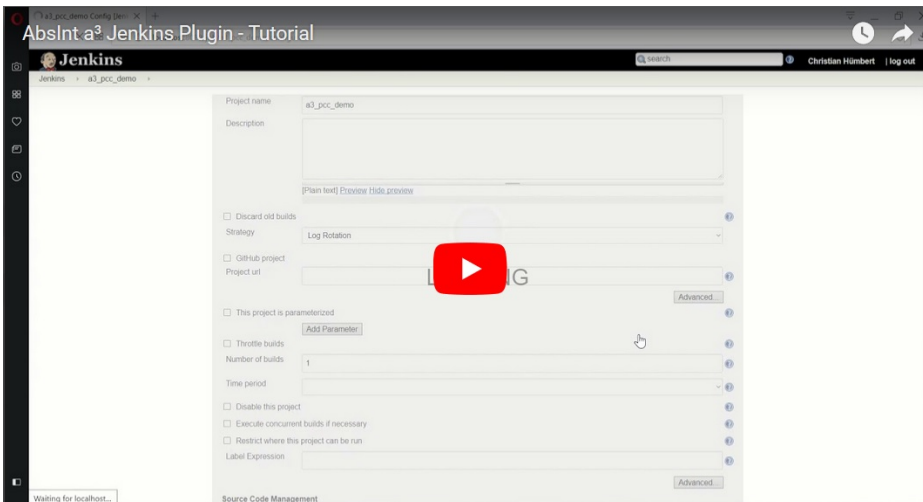 a3_pcc_demo Config [Jen
AbsInt a³ Jenkins Plugin - Tutorial
Jenkins
search
Christian Hümbert
| log out
Jenkins › a3_pcc_demo ›
Project name
a3_pcc_demo
Description
[Plain text] Preview Hide preview
Discard old builds
Strategy
Log Rotation
GitHub project
Project url
L
NG
Advanced...
This project is parameterized
Add Parameter
Throttle builds
Number of builds
1
Time period
Disable this project
Execute concurrent builds if necessary
Restrict where this project can be run
Label Expression
Advanced...
Waiting for localhost...
Source Code Management